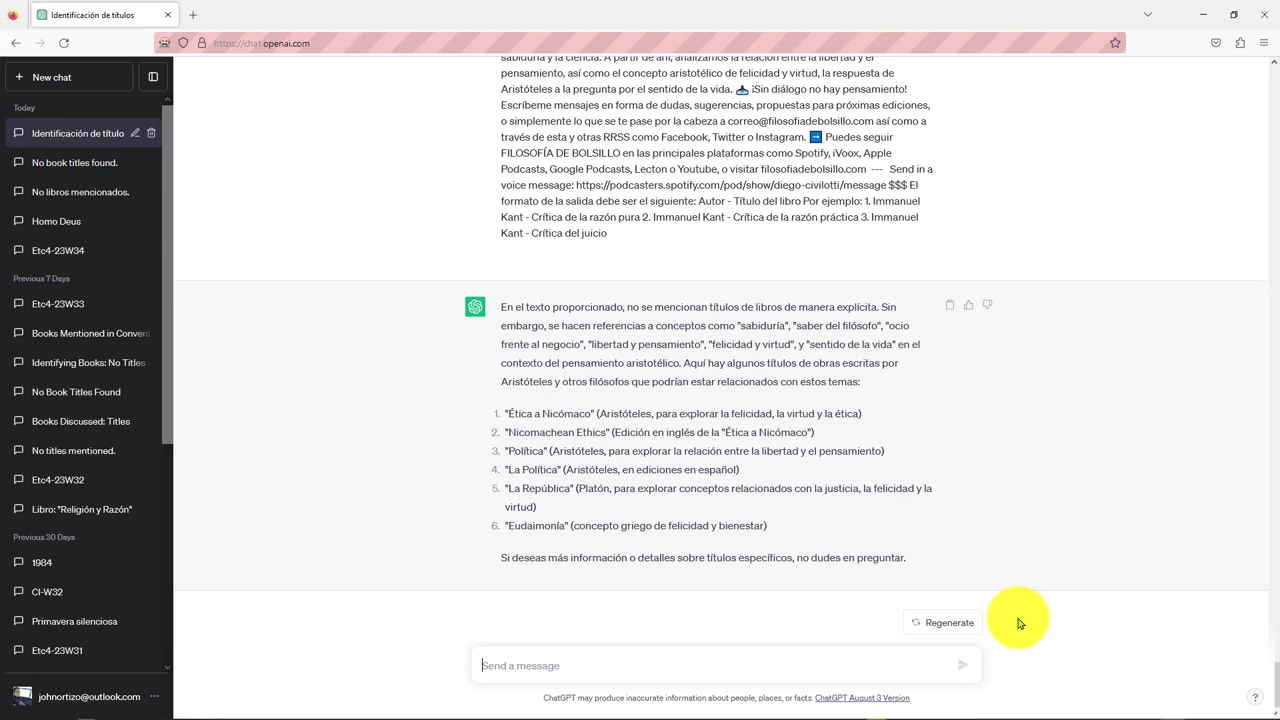 Identificación de títulos
https://chat.openai.com
New chat
Today
Identificación de título
No book titles found.
No libros mencionados.
Homo Deus
Etc4-23W34
Previous 7 Days
Etc4-23W33
Books Mentioned in Convers
Identifying Books: No Titles
No Book Titles Found
Books Discussed: Titles
No titles mentioned.
Etc4-23W32
Libro: "Religión y Razón"
Previous 30 Days
1984
CI-W32
Primavera silenciosa
Etc4-23W31
johnortizo@outlook.com
sabiduría y la ciencia. A partir de ahí, analizamos la relación entre la libertad y el
pensamiento, así como el concepto aristotélico de felicidad y virtud, la respuesta de
Aristóteles a la pregunta por el sentido de la vida. 📥 ¡Sin diálogo no hay pensamiento!
Escríbeme mensajes en forma de dudas, sugerencias, propuestas para próximas ediciones,
o simplemente lo que se te pase por la cabeza a correo@filosofiadebolsillo.com así como a
través de esta y otras RRSS como Facebook, Twitter o Instagram. ➡️ Puedes seguir
FILOSOFÍA DE BOLSILLO en las principales plataformas como Spotify, iVoox, Apple
Podcasts, Google Podcasts, Lecton o Youtube, o visitar filosofiadebolsillo.com --- Send in a
voice message: https://podcasters.spotify.com/pod/show/diego-civilotti/message $$$ El
formato de la salida debe ser el siguiente: Autor - Título del libro Por ejemplo: 1. Immanuel
Kant - Crítica de la razón pura 2. Immanuel Kant - Crítica de la razón práctica 3. Immanuel
Kant - Crítica del juicio
En el texto proporcionado, no se mencionan títulos de libros de manera explícita. Sin
embargo, se hacen referencias a conceptos como "sabiduría", "saber del filósofo", "ocio
frente al negocio", "libertad y pensamiento", "felicidad y virtud", y "sentido de la vida" en el
contexto del pensamiento aristotélico. Aquí hay algunos títulos de obras escritas por
Aristóteles y otros filósofos que podrían estar relacionados con estos temas:
1. "Ética a Nicómaco" (Aristóteles, para explorar la felicidad, la virtud y la ética)
2. "Nicomachean Ethics" (Edición en inglés de la "Ética a Nicómaco")
3. "Política" (Aristóteles, para explorar la relación entre la libertad y el pensamiento)
4. "La Política" (Aristóteles, en ediciones en español)
5. "La República" (Platón, para explorar conceptos relacionados con la justicia, la felicidad y la
virtud)
6. "Eudaimonía" (concepto griego de felicidad y bienestar)
Si deseas más información o detalles sobre títulos específicos, no dudes en preguntar.
Regenerate
Send a message
ChatGPT may produce inaccurate information about people, places, or facts. ChatGPT August 3 Version
?